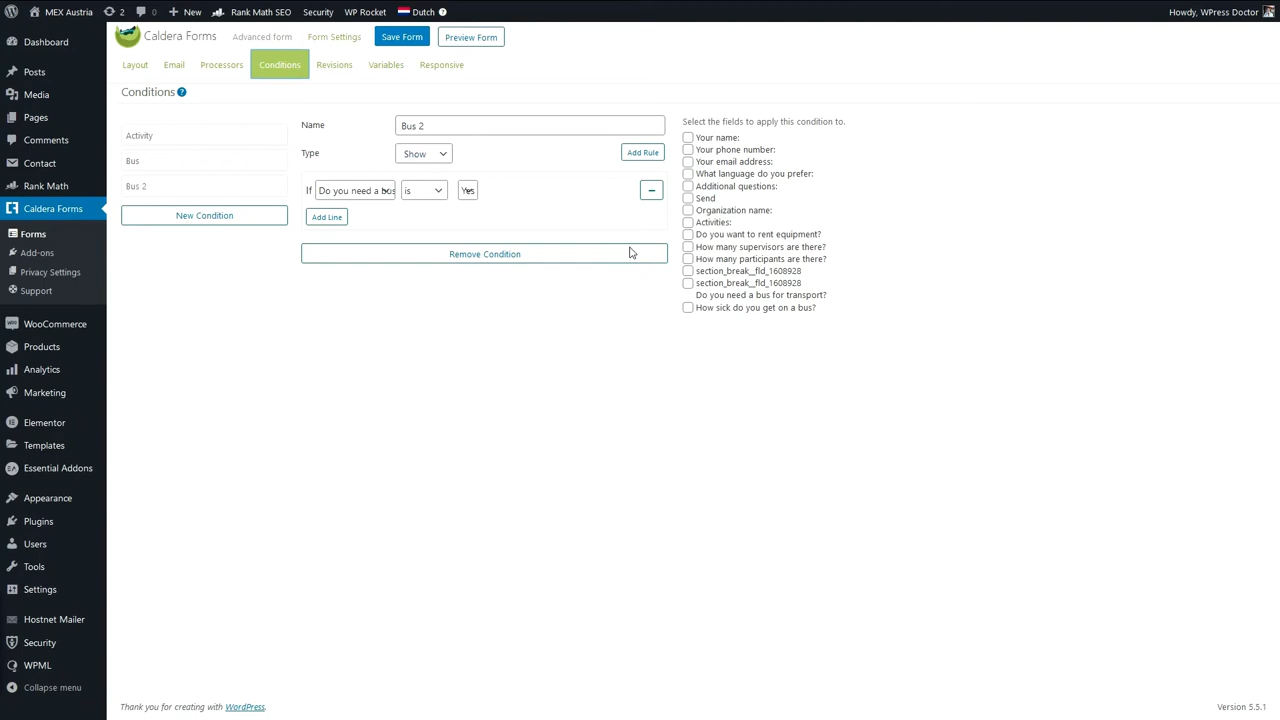 MEX Austria 2 0 New Rank Math SEO Security WP Rocket Dutch Howdy, WPress Doctor
Dashboard
Posts
Media
Pages
Comments
Contact
Rank Math
Caldera Forms
Forms
Add-ons
Privacy Settings
Support
WooCommerce
Products
Analytics
Marketing
Elementor
Templates
Essential Addons
Appearance
Plugins
Users
Tools
Settings
Hostnet Mailer
Security
WPML
Collapse menu
Caldera Forms Advanced form Form Settings Save Form Preview Form
Layout Email Processors Conditions Revisions Variables Responsive
Conditions ?
Activity
Bus
Bus 2
New Condition
Name Bus 2
Type Show Add Rule
If Do you need a bus is Yes
Add Line
Remove Condition
Select the fields to apply this condition to.
Your name:
Your phone number:
Your email address:
What language do you prefer:
Additional questions:
Send
Organization name:
Activities:
Do you want to rent equipment?
How many supervisors are there?
How many participants are there?
section_break__fld_1608928
section_break__fld_1608928
Do you need a bus for transport?
How sick do you get on a bus?
Thank you for creating with WordPress.
Version 5.5.1